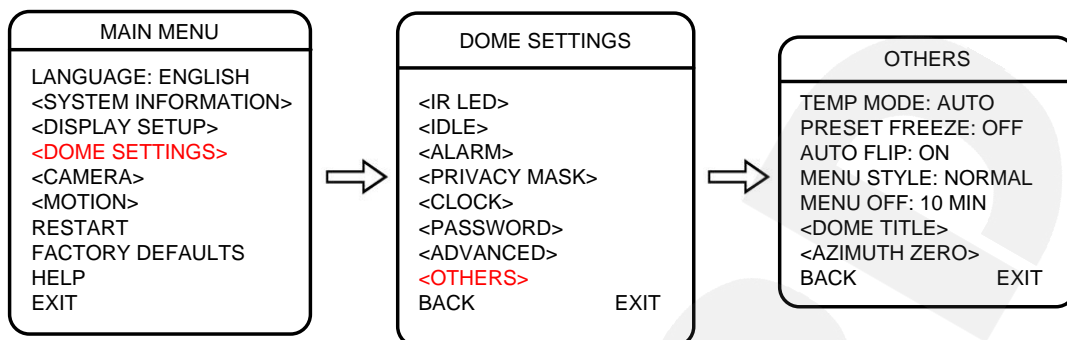 MAIN MENU
LANGUAGE: ENGLISH
<SYSTEM INFORMATION>
<DISPLAY SETUP>
<DOME SETTINGS>
<CAMERA>
<MOTION>
RESTART
FACTORY DEFAULTS
HELP
EXIT
DOME SETTINGS
<IR LED>
<IDLE>
<ALARM>
<PRIVACY MASK>
<CLOCK>
<PASSWORD>
<ADVANCED>
<OTHERS>
BACK EXIT
OTHERS
TEMP MODE: AUTO
PRESET FREEZE: OFF
AUTO FLIP: ON
MENU STYLE: NORMAL
MENU OFF: 10 MIN
<DOME TITLE>
<AZIMUTH ZERO>
BACK EXIT